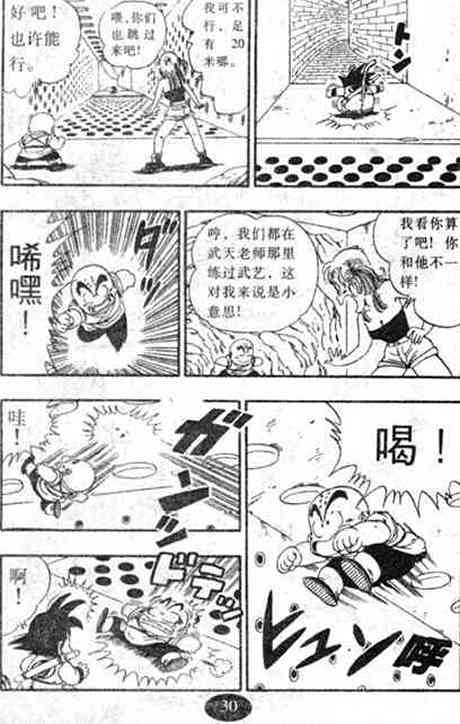 トン
我可不
行，足
有 20
米哪。
喂，你们
也跳过
来吧！
好吧！
也许能
行。
我看你算
了吧！你
和他不一
样！
哼，我们都在
武天老师那里
练过武艺，这
对我来说是小
意思！
唏嘿！
喝！
呼
哇！
ガンッ
啊！
ドテッ
30